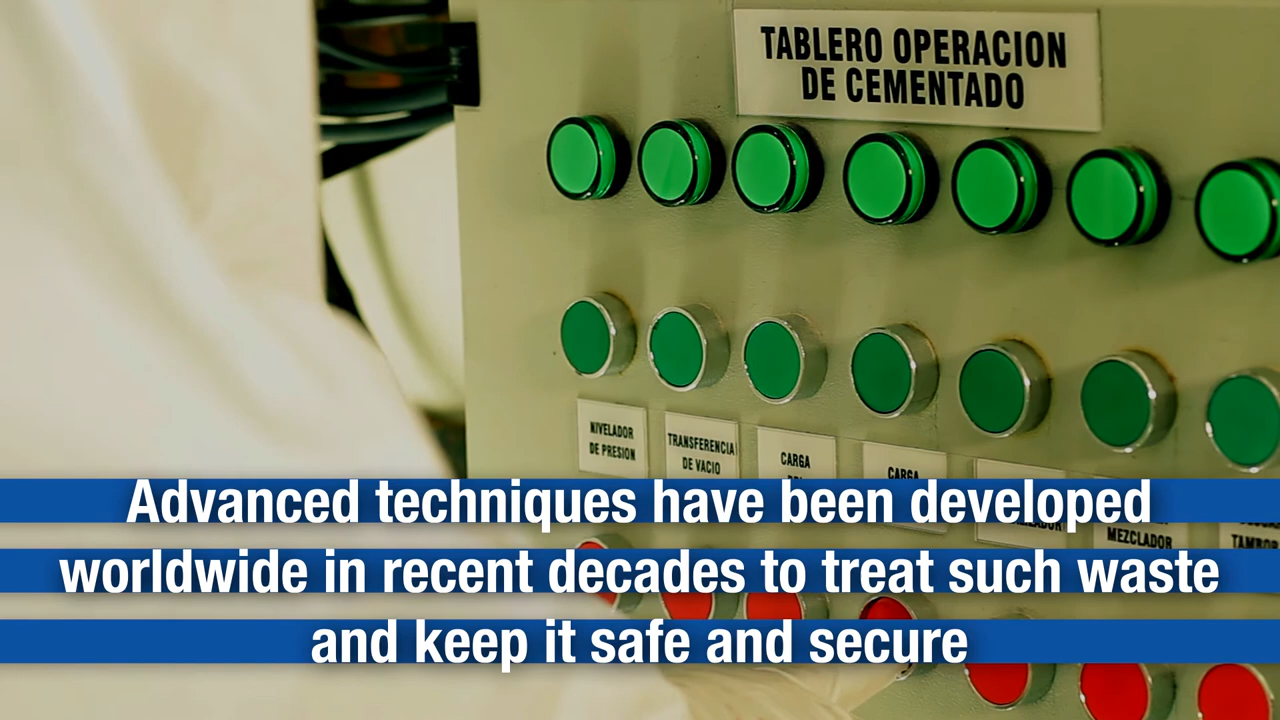 TABLERO OPERACION
DE CEMENTADO
NIVELADOR
DE PRESION
TRANSFERENCIA
DE VACIO
CARGA
CARGA
MEZCLADOR
TAMBOR
Advanced techniques have been developed
worldwide in recent decades to treat such waste
and keep it safe and secure